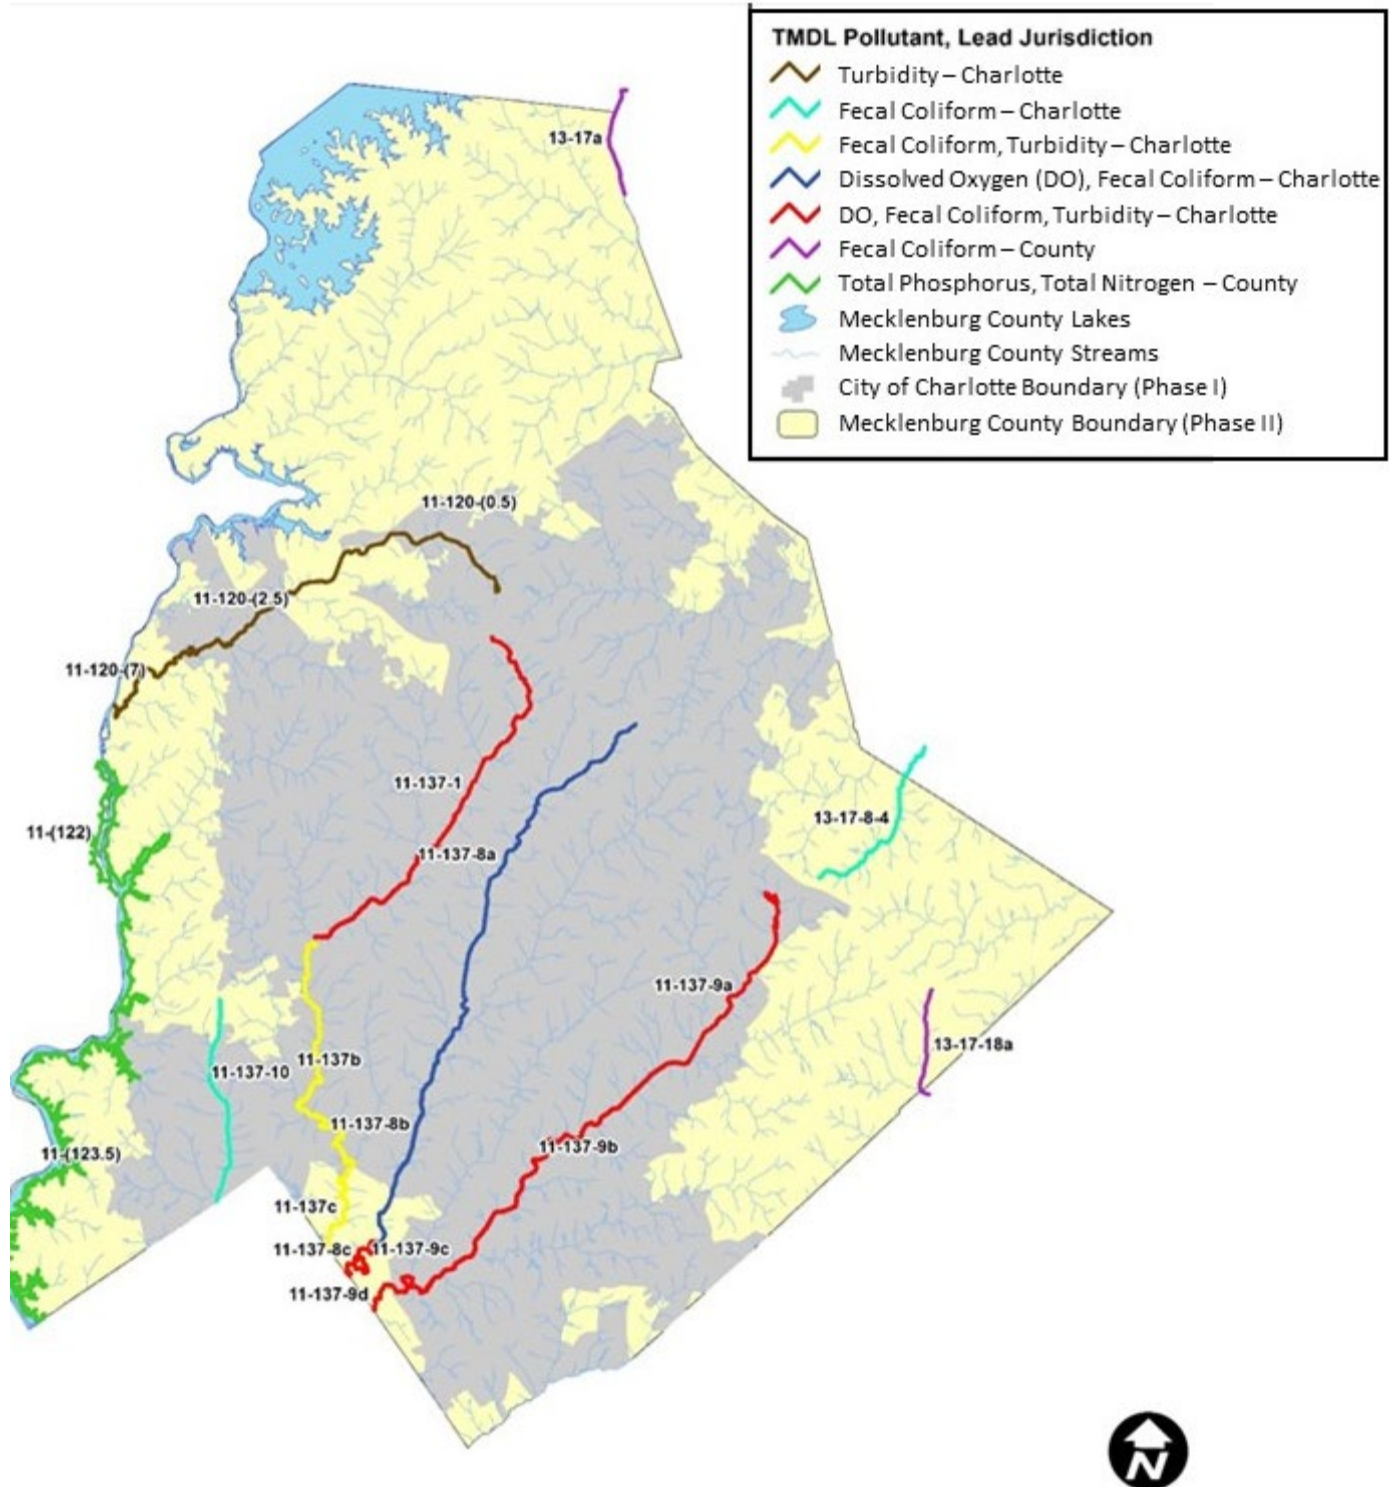 TMDL Pollutant, Lead Jurisdiction
Turbidity – Charlotte
Fecal Coliform – Charlotte
Fecal Coliform, Turbidity – Charlotte
Dissolved Oxygen (DO), Fecal Coliform – Charlotte
DO, Fecal Coliform, Turbidity – Charlotte
Fecal Coliform – County
Total Phosphorus, Total Nitrogen – County
Mecklenburg County Lakes
Mecklenburg County Streams
City of Charlotte Boundary (Phase I)
Mecklenburg County Boundary (Phase II)
13-17a
11-120-(0.5)
11-120-(2.5)
11-120-(7)
11-137-1
11-(122)
13-17-8-4
11-137-8a
11-137-9a
13-17-18a
11-137b
11-137-10
11-137-8b
11-137-9b
11-(123.5)
11-137c
11-137-8c
11-137-9c
11-137-9d
N